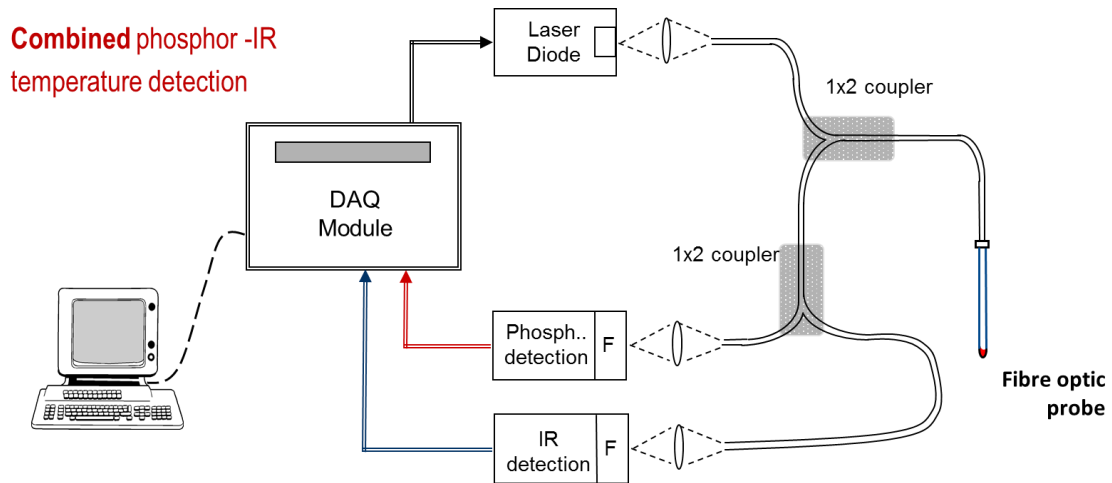 Combined phosphor -IR
temperature detection
Laser
Diode
1x2 coupler
DAQ
Module
1x2 coupler
Phosph..
detection
F
Fibre optic
probe
IR
detection
F